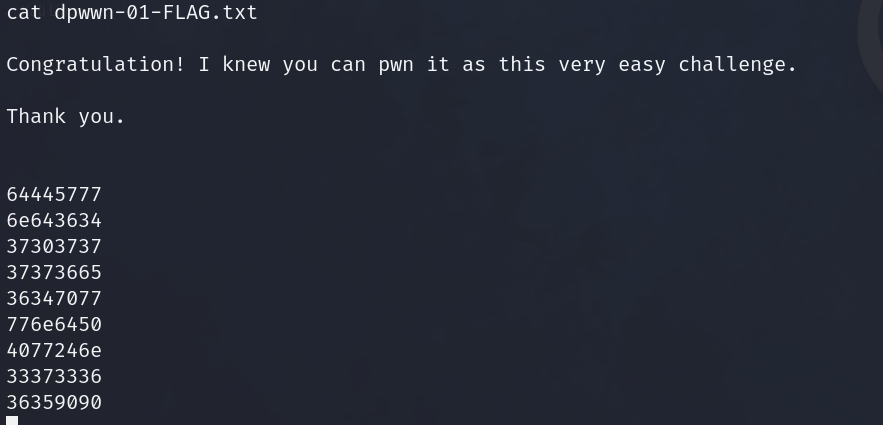 cat dpwwn-01-FLAG.txt
Congratulation! I knew you can pwn it as this very easy challenge.
Thank you.
64445777
6e643634
37303737
37373665
36347077
776e6450
4077246e
33373336
36359090